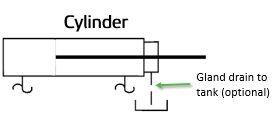 Cylinder
Gland drain to
tank (optional)